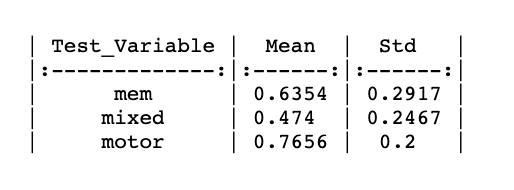 | Test_Variable | Mean | Std |
|:-------------:|:------:|:------:|
| mem | 0.6354 | 0.2917 |
| mixed | 0.474 | 0.2467 |
| motor | 0.7656 | 0.2 |